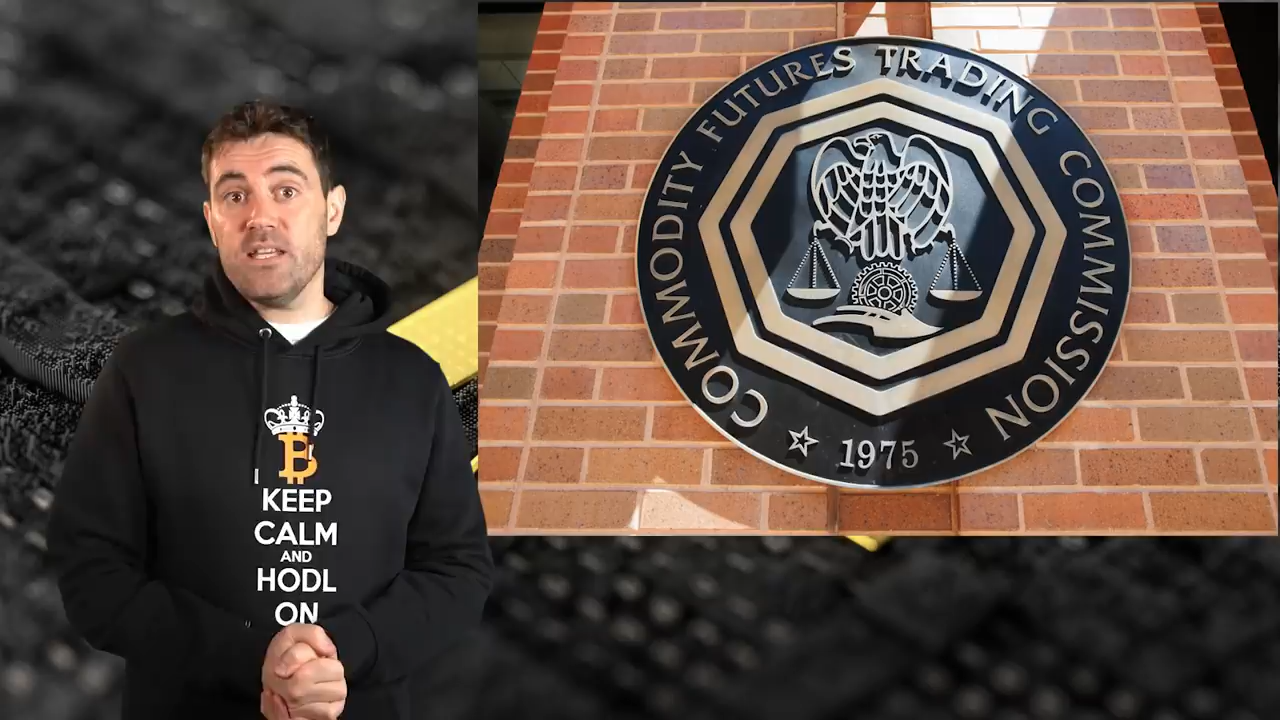 COMMODITY FUTURES TRADING COMMISSION
1975
KEEP
CALM
AND
HODL
ON